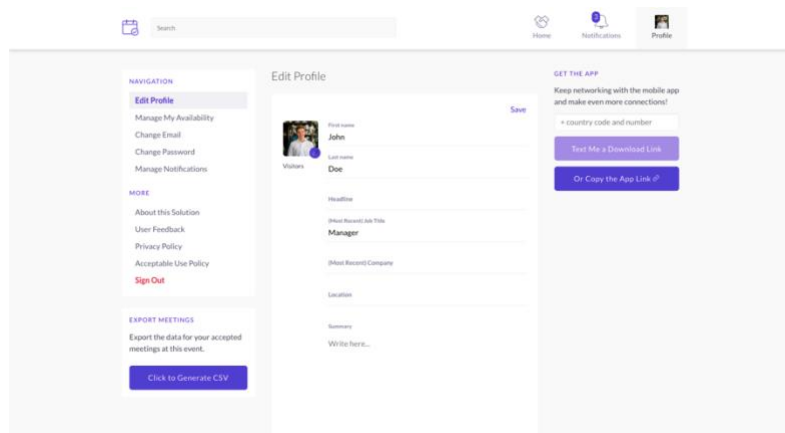 Search
Home
3
Notifications
Profile
NAVIGATION
Edit Profile
Manage My Availability
Change Email
Change Password
Manage Notifications
MORE
About this Solution
User Feedback
Privacy Policy
Acceptable Use Policy
Sign Out
EXPORT MEETINGS
Export the data for your accepted
meetings at this event.
Click to Generate CSV
Edit Profile
Save
Visitors
First name
John
Last name
Doe
Headline
(Most Recent) Job Title
Manager
(Most Recent) Company
Location
Summary
Write here...
GET THE APP
Keep networking with the mobile app
and make even more connections!
+ country code and number
Text Me a Download Link
Or Copy the App Link